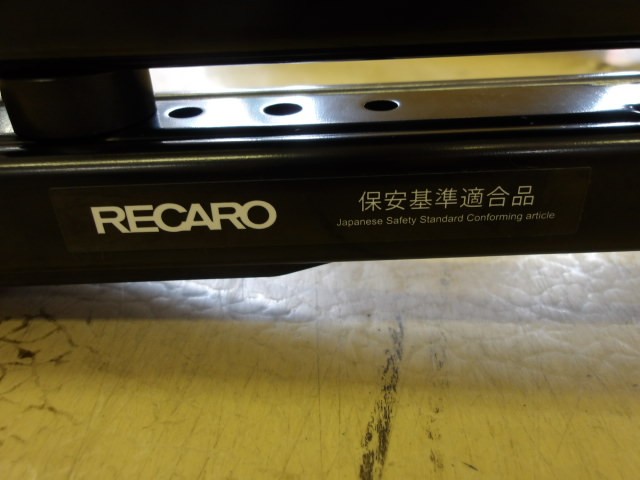 RECARO
保安基準適合品
Japanese Safety Standard Conforming article